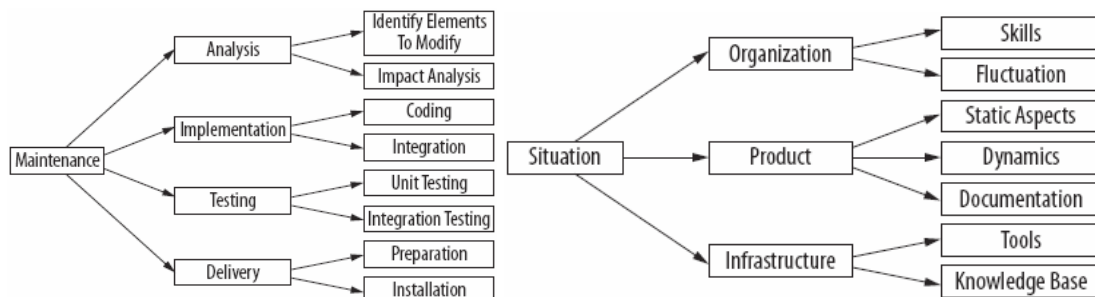 Maintenance
Analysis
Identify Elements
To Modify
Impact Analysis
Implementation
Coding
Integration
Testing
Unit Testing
Integration Testing
Delivery
Preparation
Installation
Situation
Organization
Skills
Fluctuation
Product
Static Aspects
Dynamics
Documentation
Infrastructure
Tools
Knowledge Base